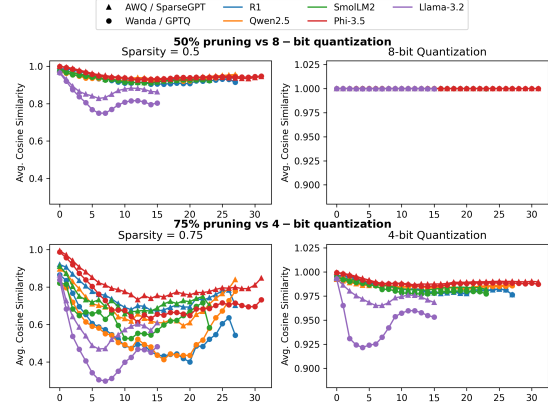 AWQ / SparseGPT R1 SmolLM2 Llama-3.2
Wanda / GPTQ Qwen2.5 Phi-3.5
50% pruning vs 8 − bit quantization
Sparsity = 0.5 8-bit Quantization
Avg. Cosine Similarity
1.0
0.8
0.6
0.4
0 5 10 15 20 25 30
Avg. Cosine Similarity
1.025
1.000
0.975
0.950
0.925
0.900
0 5 10 15 20 25 30
75% pruning vs 4 − bit quantization
Sparsity = 0.75 4-bit Quantization
Avg. Cosine Similarity
1.0
0.8
0.6
0.4
0 5 10 15 20 25 30
Avg. Cosine Similarity
1.025
1.000
0.975
0.950
0.925
0.900
0 5 10 15 20 25 30